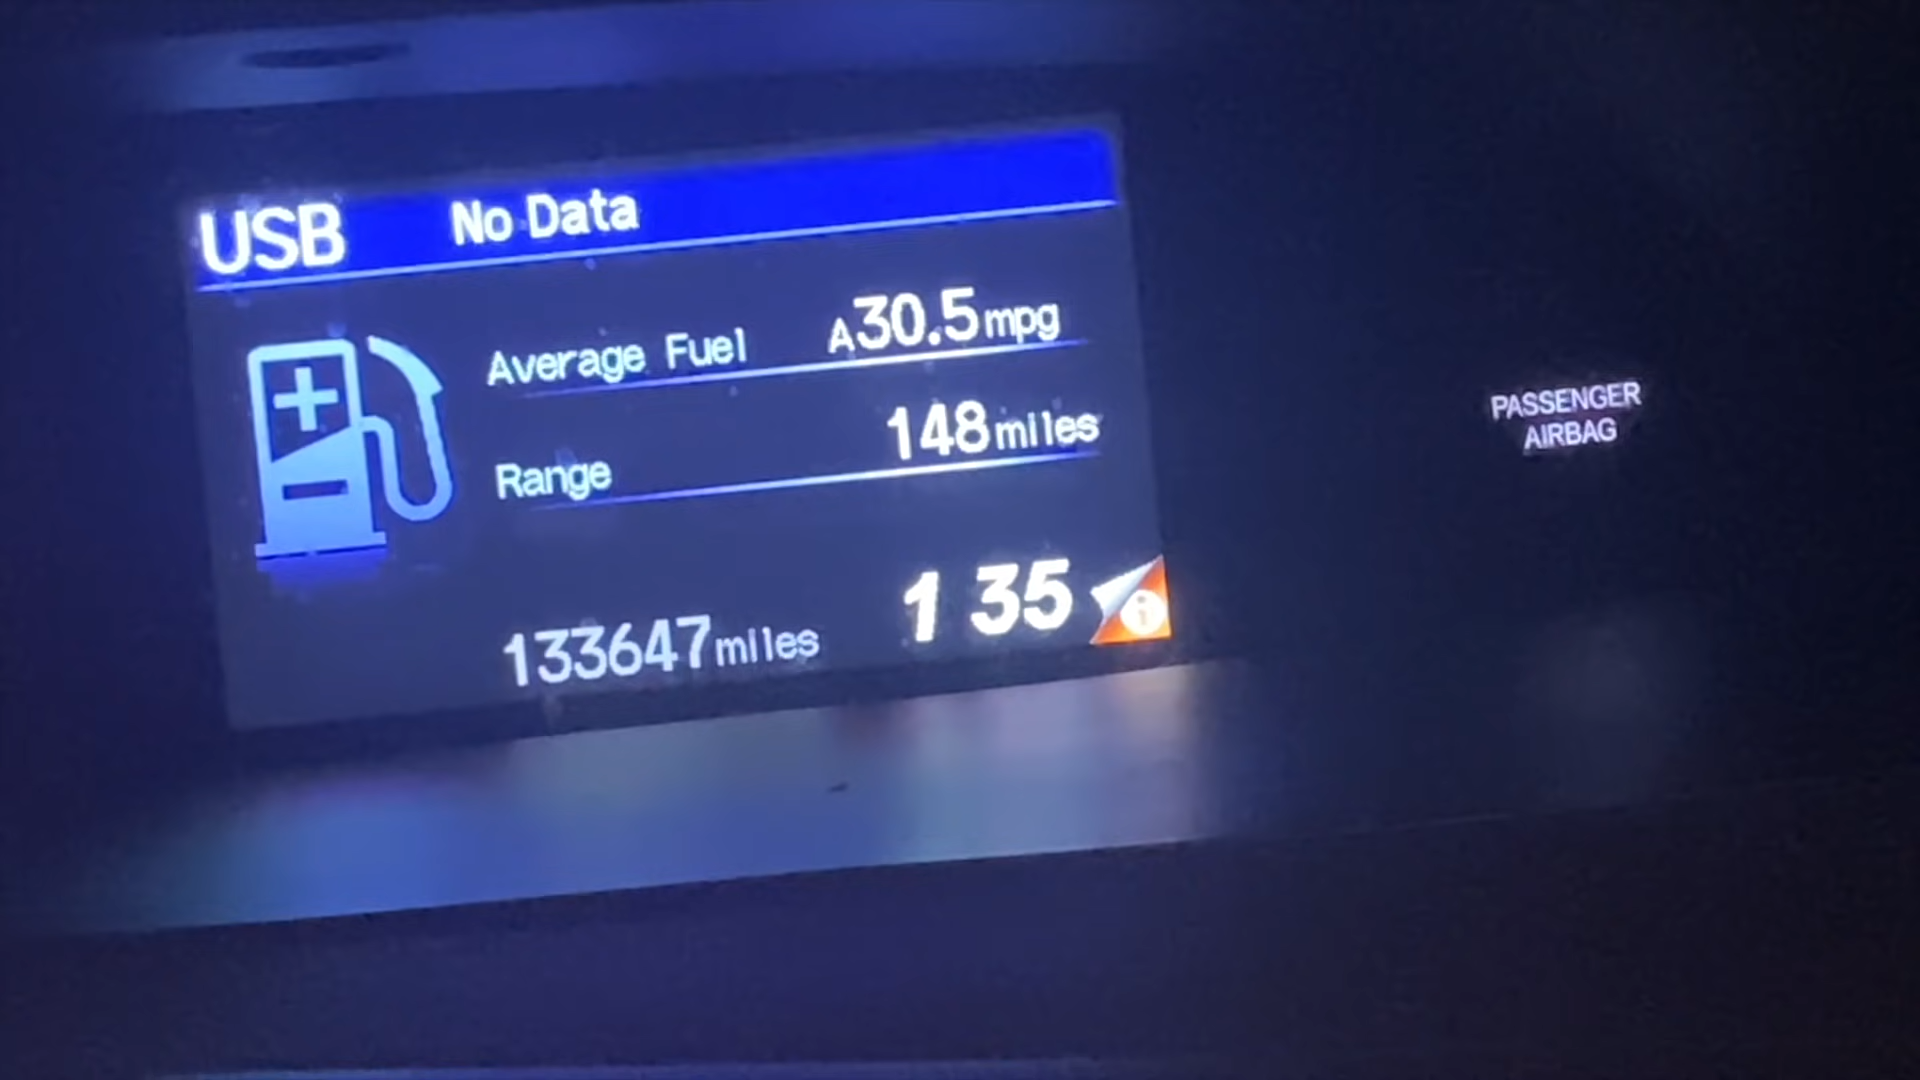 USB No Data
Average Fuel A30.5mpg
Range 148miles
133647miles 1 35
PASSENGER
AIRBAG